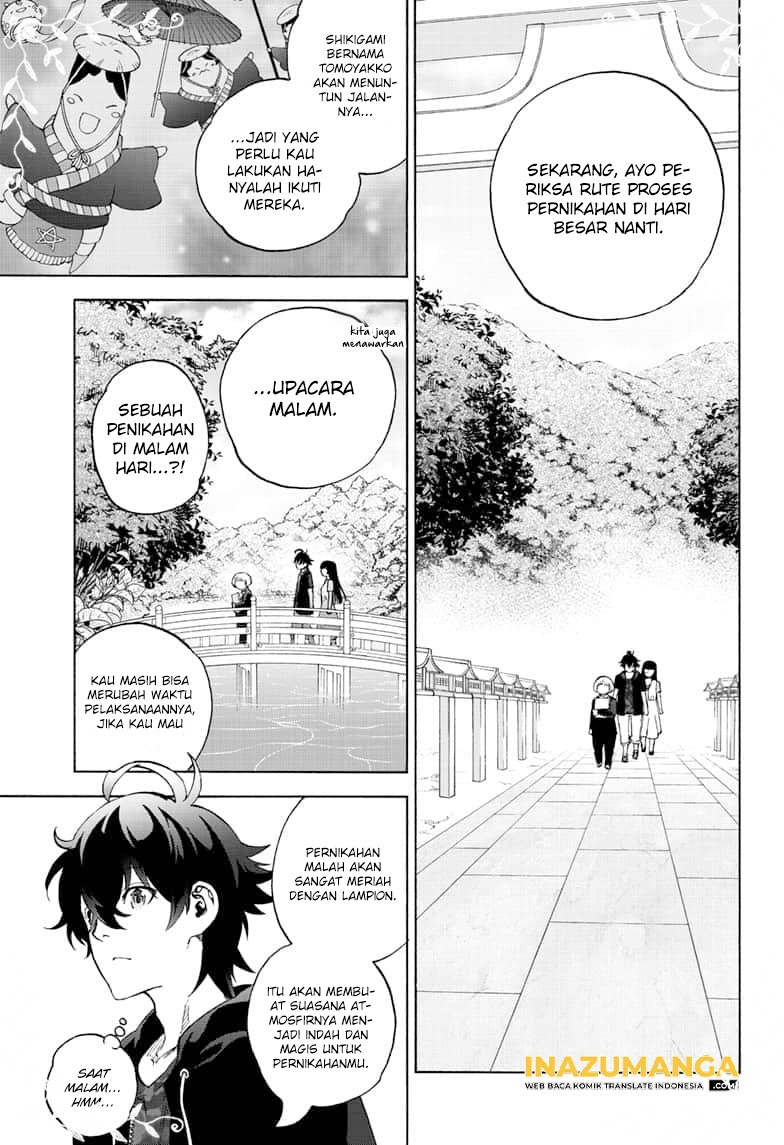 SEKARANG, AYO PE-
RIKSA RUTE PROSES
PERNIKAHAN DI HARI
BESAR NANTI.
SHIKIGAMI
BERNAMA
TOMOYAKKO
AKAN MENUN-
TUN JALAN-
NYA...
...JADI YANG
PERLU KAU
LAKUKAN HA-
NYALAH IKUTI
MEREKA.
kita juga
menawarkan
...UPACARA
MALAM.
SEBUAH
PENIKAHAN
DI MALAM
HARI...?!
KAU MASIH BISA
MERUBAH WAKTU
PELAKSANAANNYA,
JIKA KAU MAU
PERNIKAHAN
MALAH AKAN
SANGAT MERIAH
DENGAN LAMPION.
ITU AKAN MEMBU-
AT SUASANA AT-
MOSFIRNYA MEN-
JADI INDAH DAN
MAGIS UNTUK
PERNIKAHANMU.
SAAT
MALAM...
HMM...
INAZUMANGA
WEB BACA KOMIK TRANSLATE INDONESIA .COM